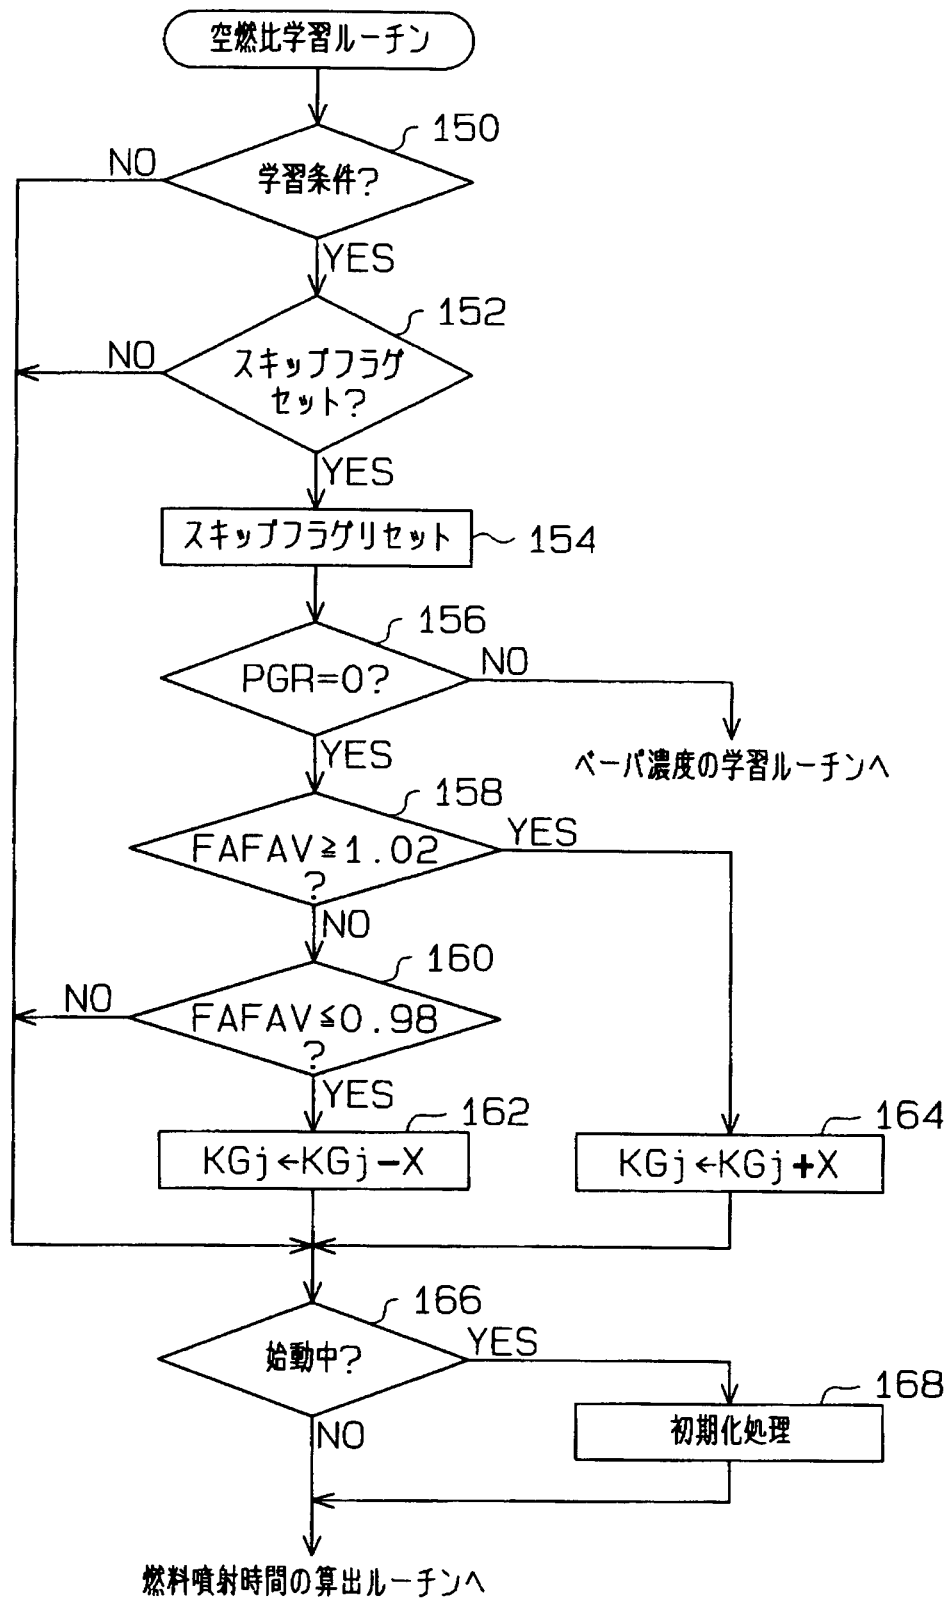 空燃比学習ルーチン
150
学習条件?
NO
YES
152
スキップフラグ
セット?
NO
YES
スキップフラグリセット
154
156
PGR=0?
NO
YES
ベーパ濃度の学習ルーチンへ
158
FAFAV≧1.02
?
YES
NO
160
FAFAV≦0.98
?
NO
YES
162
KGj←KGj−X
164
KGj←KGj+X
166
始動中?
YES
NO
168
初期化処理
燃料噴射時間の算出ルーチンへ